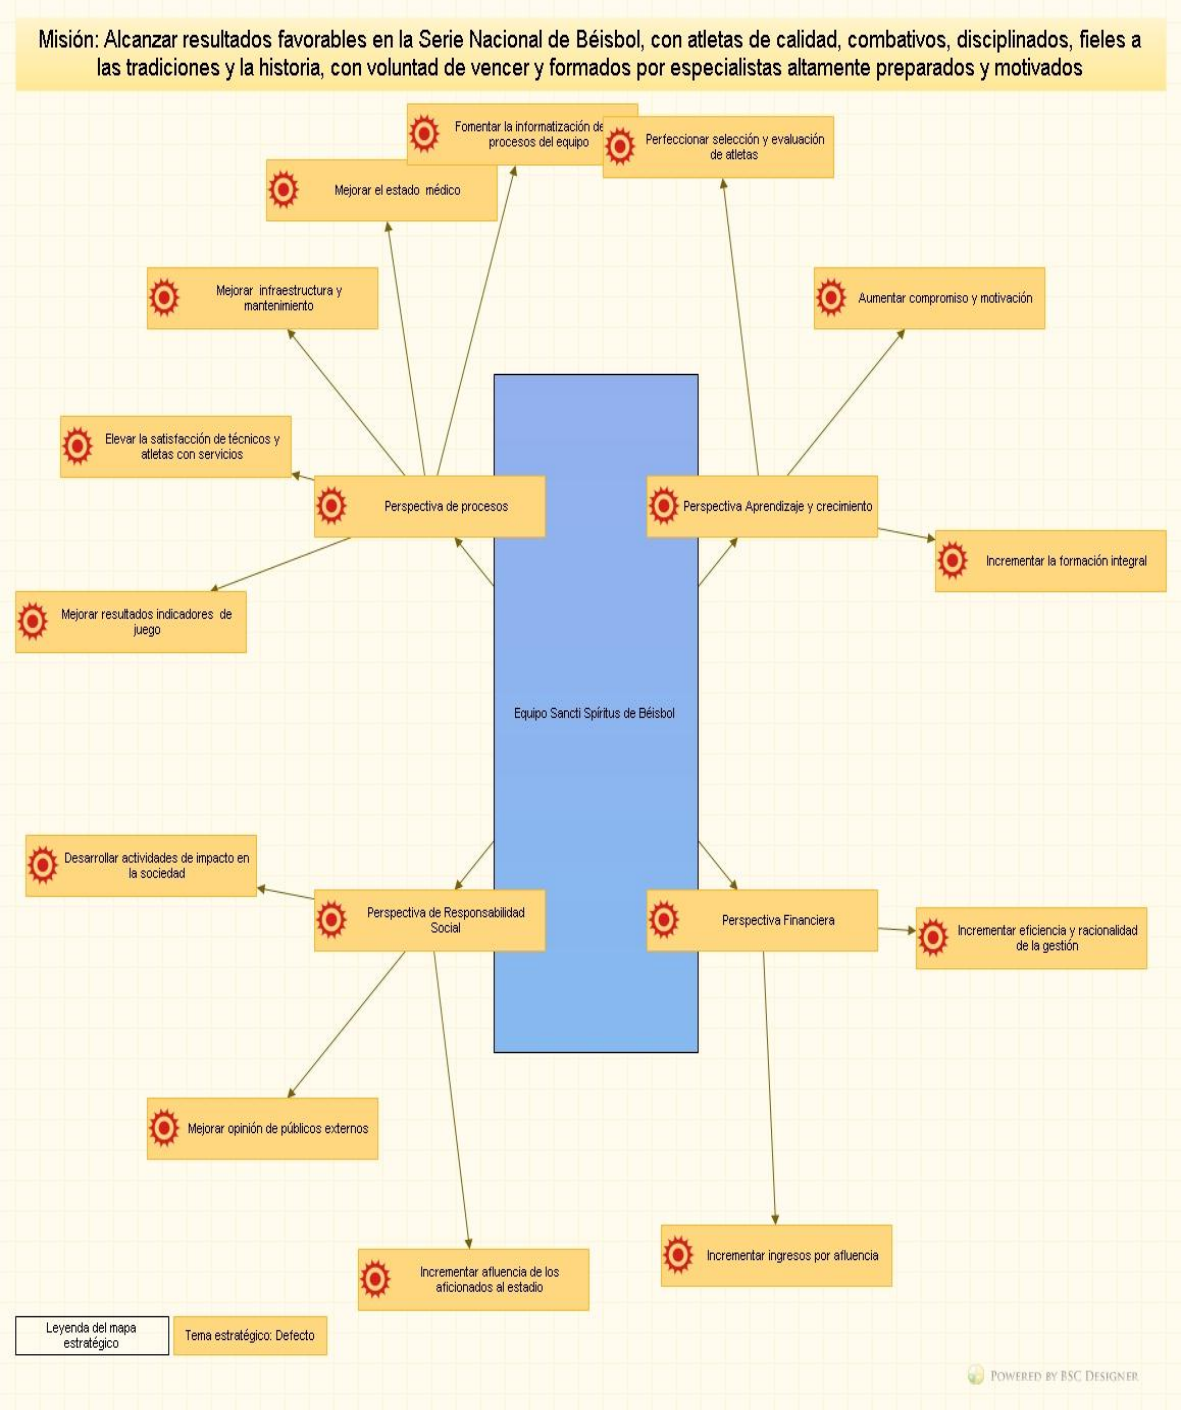 Misión: Alcanzar resultados favorables en la Serie Nacional de Béisbol, con atletas de calidad, combativos, disciplinados, fieles a
las tradiciones y la historia, con voluntad de vencer y formados por especialistas altamente preparados y motivados
Fomentar la informatización de
procesos del equipo
Perfeccionar selección y evaluación
de atletas
Mejorar el estado médico
Mejorar infraestructura y
mantenimiento
Aumentar compromiso y motivación
Elevar la satisfacción de técnicos y
atletas con servicios
Perspectiva de procesos
Perspectiva Aprendizaje y crecimiento
Incrementar la formación integral
Mejorar resultados indicadores de
juego
Equipo Sancti Spíritus de Béisbol
Desarrollar actividades de impacto en
la sociedad
Perspectiva de Responsabilidad
Social
Perspectiva Financiera
Incrementar eficiencia y racionalidad
de la gestión
Mejorar opinión de públicos externos
Incrementar ingresos por afluencia
Incrementar afluencia de los
aficionados al estadio
Leyenda del mapa
estratégico
Tema estratégico: Defecto
POWERED BY BSC DESIGNER